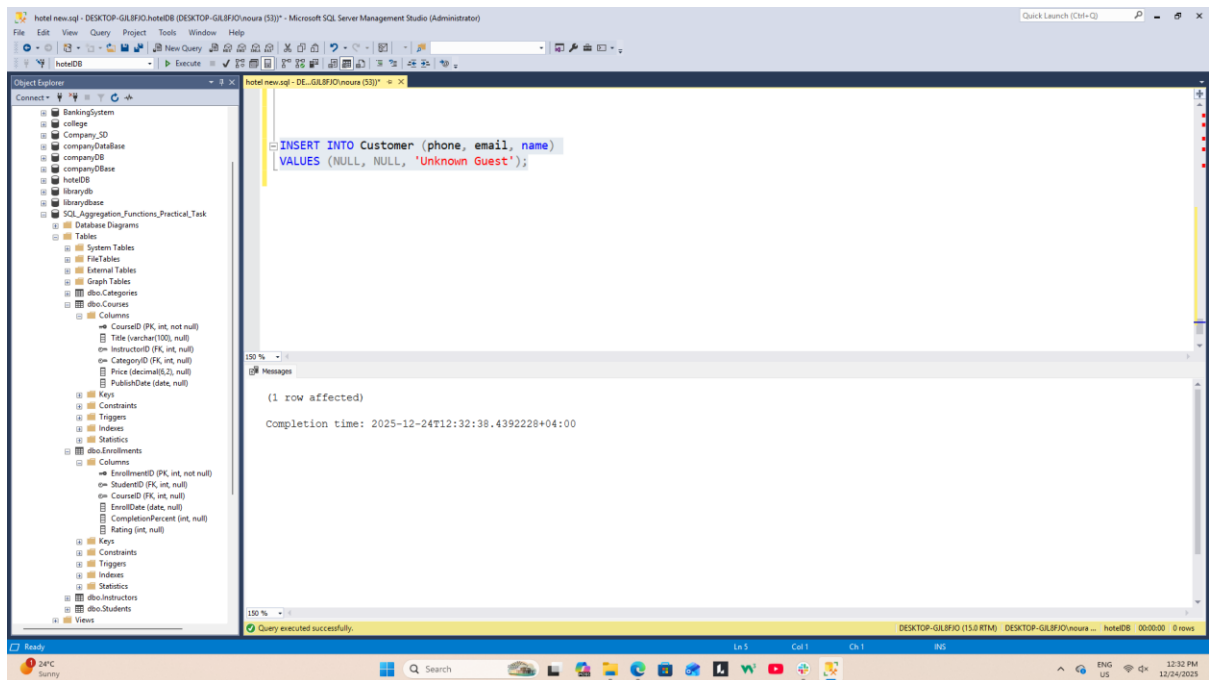 hotel new.sql - DESKTOP-GJL8FJO.hotelDB (DESKTOP-GJL8FJO\noura (53))* - Microsoft SQL Server Management Studio (Administrator)
Quick Launch (Ctrl+Q)
File Edit View Query Project Tools Window Help
New Query
hotelDB
Execute
Object Explorer
hotel new.sql - DE...GJL8FJO\noura (53))*
Connect
BankingSystem
college
Company_SD
companyDataBase
companyDB
companyDBase
hotelDB
librarydb
librarydbase
SQL_Aggregation_Functions_Practical_Task
Database Diagrams
Tables
System Tables
FileTables
External Tables
Graph Tables
dbo.Categories
dbo.Courses
Columns
CourseID (PK, int, not null)
Title (varchar(100), null)
InstructorID (FK, int, null)
CategoryID (FK, int, null)
Price (decimal(6,2), null)
PublishDate (date, null)
Keys
Constraints
Triggers
Indexes
Statistics
dbo.Enrollments
Columns
EnrollmentID (PK, int, not null)
StudentID (FK, int, null)
CourseID (FK, int, null)
EnrollDate (date, null)
CompletionPercent (int, null)
Rating (int, null)
Keys
Constraints
Triggers
Indexes
Statistics
dbo.Instructors
dbo.Students
Views
INSERT INTO Customer (phone, email, name)
VALUES (NULL, NULL, 'Unknown Guest');
150 %
Messages
(1 row affected)
Completion time: 2025-12-24T12:32:38.4392228+04:00
150 %
Query executed successfully.
DESKTOP-GJL8FJO (15.0 RTM) DESKTOP-GJL8FJO\noura ... hotelDB 00:00:00 0 rows
Ready
Ln 5 Col 1 Ch 1 INS
1
24°C
Sunny
Search
ENG
US
12:32 PM
12/24/2025